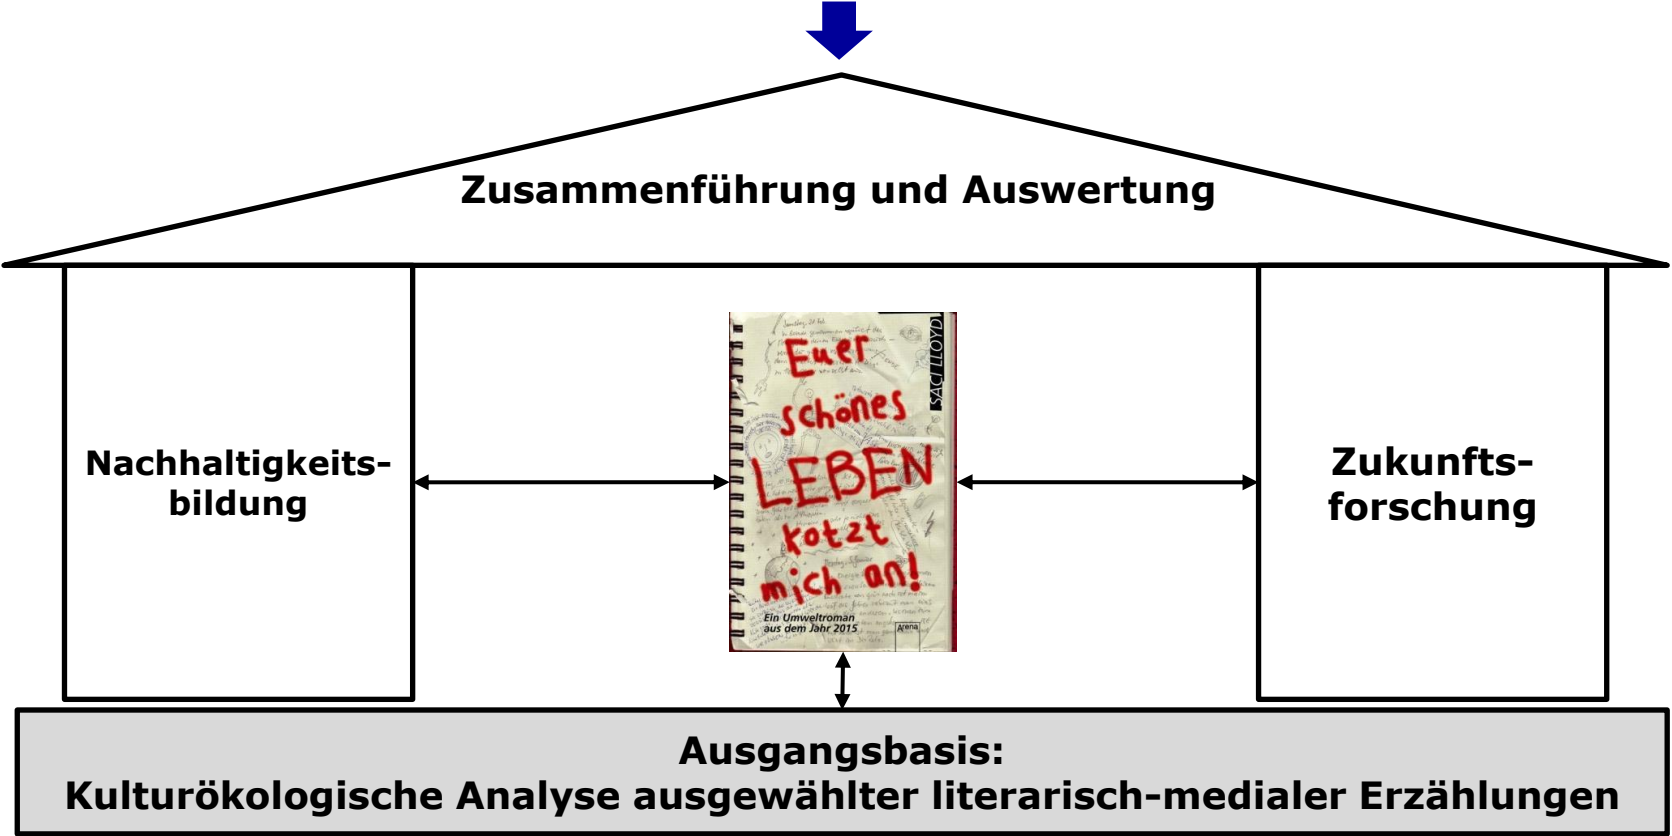 Zusammenführung und Auswertung
Nachhaltigkeits-
bildung
Euer
schönes
LEBEN
kotzt
mich an!
SACI LLOYD
Ein Umweltroman
aus dem Jahr 2015
Arena
Zukunfts-
forschung
Ausgangsbasis:
Kulturökologische Analyse ausgewählter literarisch-medialer Erzählungen